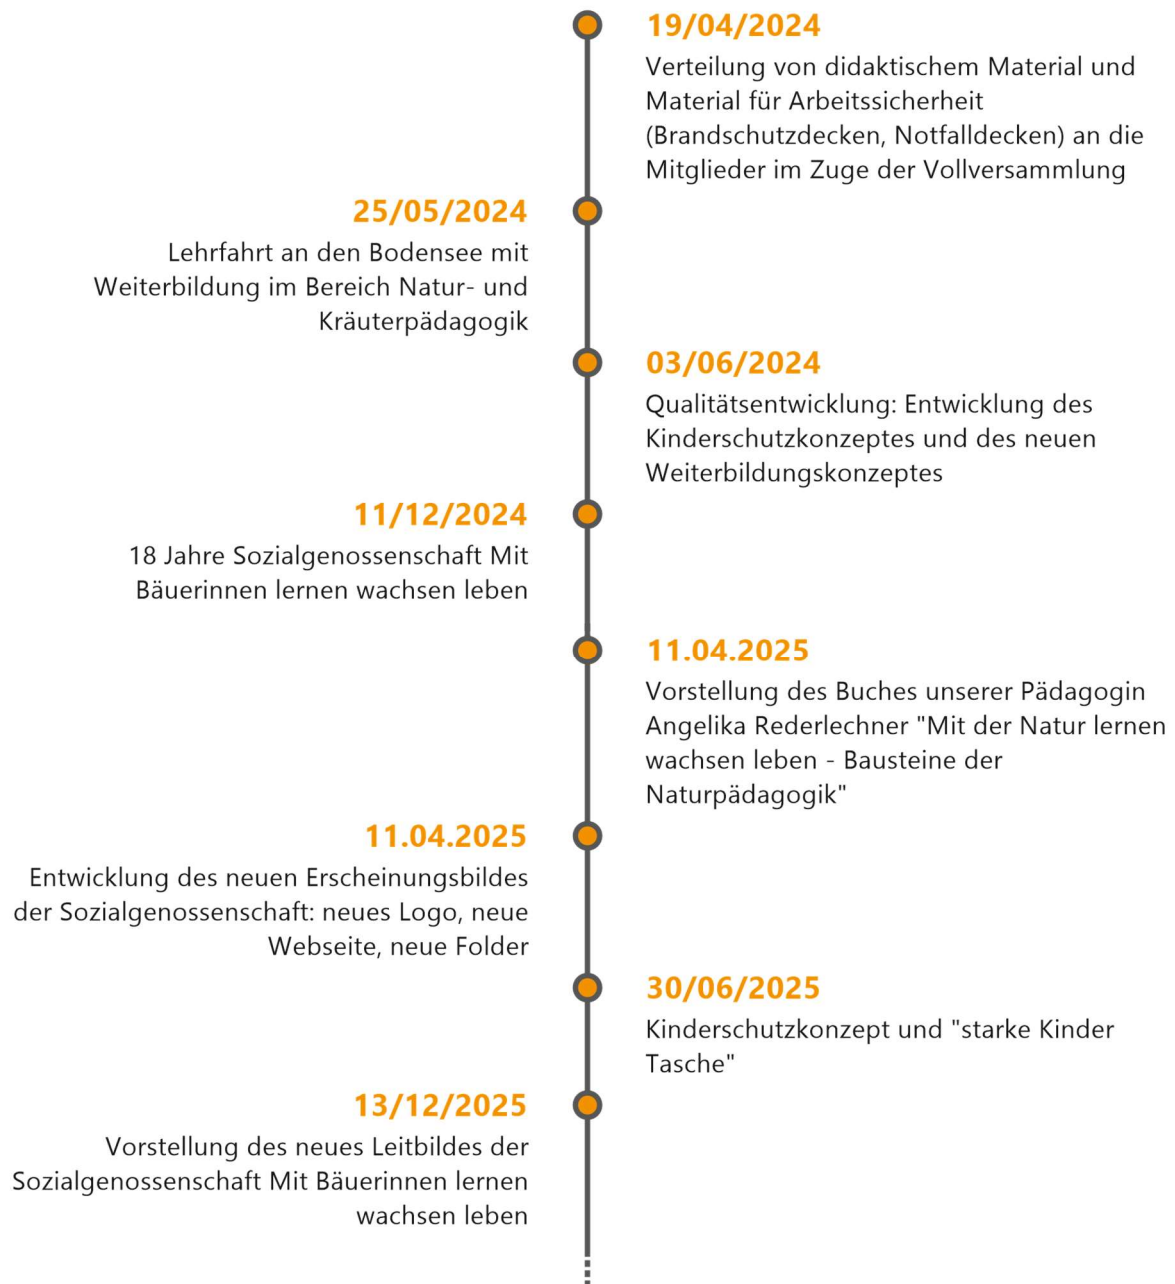 19/04/2024
Verteilung von didaktischem Material und
Material für Arbeitssicherheit
(Brandschutzdecken, Notfalldecken) an die
Mitglieder im Zuge der Vollversammlung
25/05/2024
Lehrfahrt an den Bodensee mit
Weiterbildung im Bereich Natur- und
Kräuterpädagogik
03/06/2024
Qualitätsentwicklung: Entwicklung des
Kinderschutzkonzeptes und des neuen
Weiterbildungskonzeptes
11/12/2024
18 Jahre Sozialgenossenschaft Mit
Bäuerinnen lernen wachsen leben
11.04.2025
Vorstellung des Buches unserer Pädagogin
Angelika Rederlechner "Mit der Natur lernen
wachsen leben - Bausteine der
Naturpädagogik"
11.04.2025
Entwicklung des neuen Erscheinungsbildes
der Sozialgenossenschaft: neues Logo, neue
Webseite, neue Folder
30/06/2025
Kinderschutzkonzept und "starke Kinder
Tasche"
13/12/2025
Vorstellung des neues Leitbildes der
Sozialgenossenschaft Mit Bäuerinnen lernen
wachsen leben